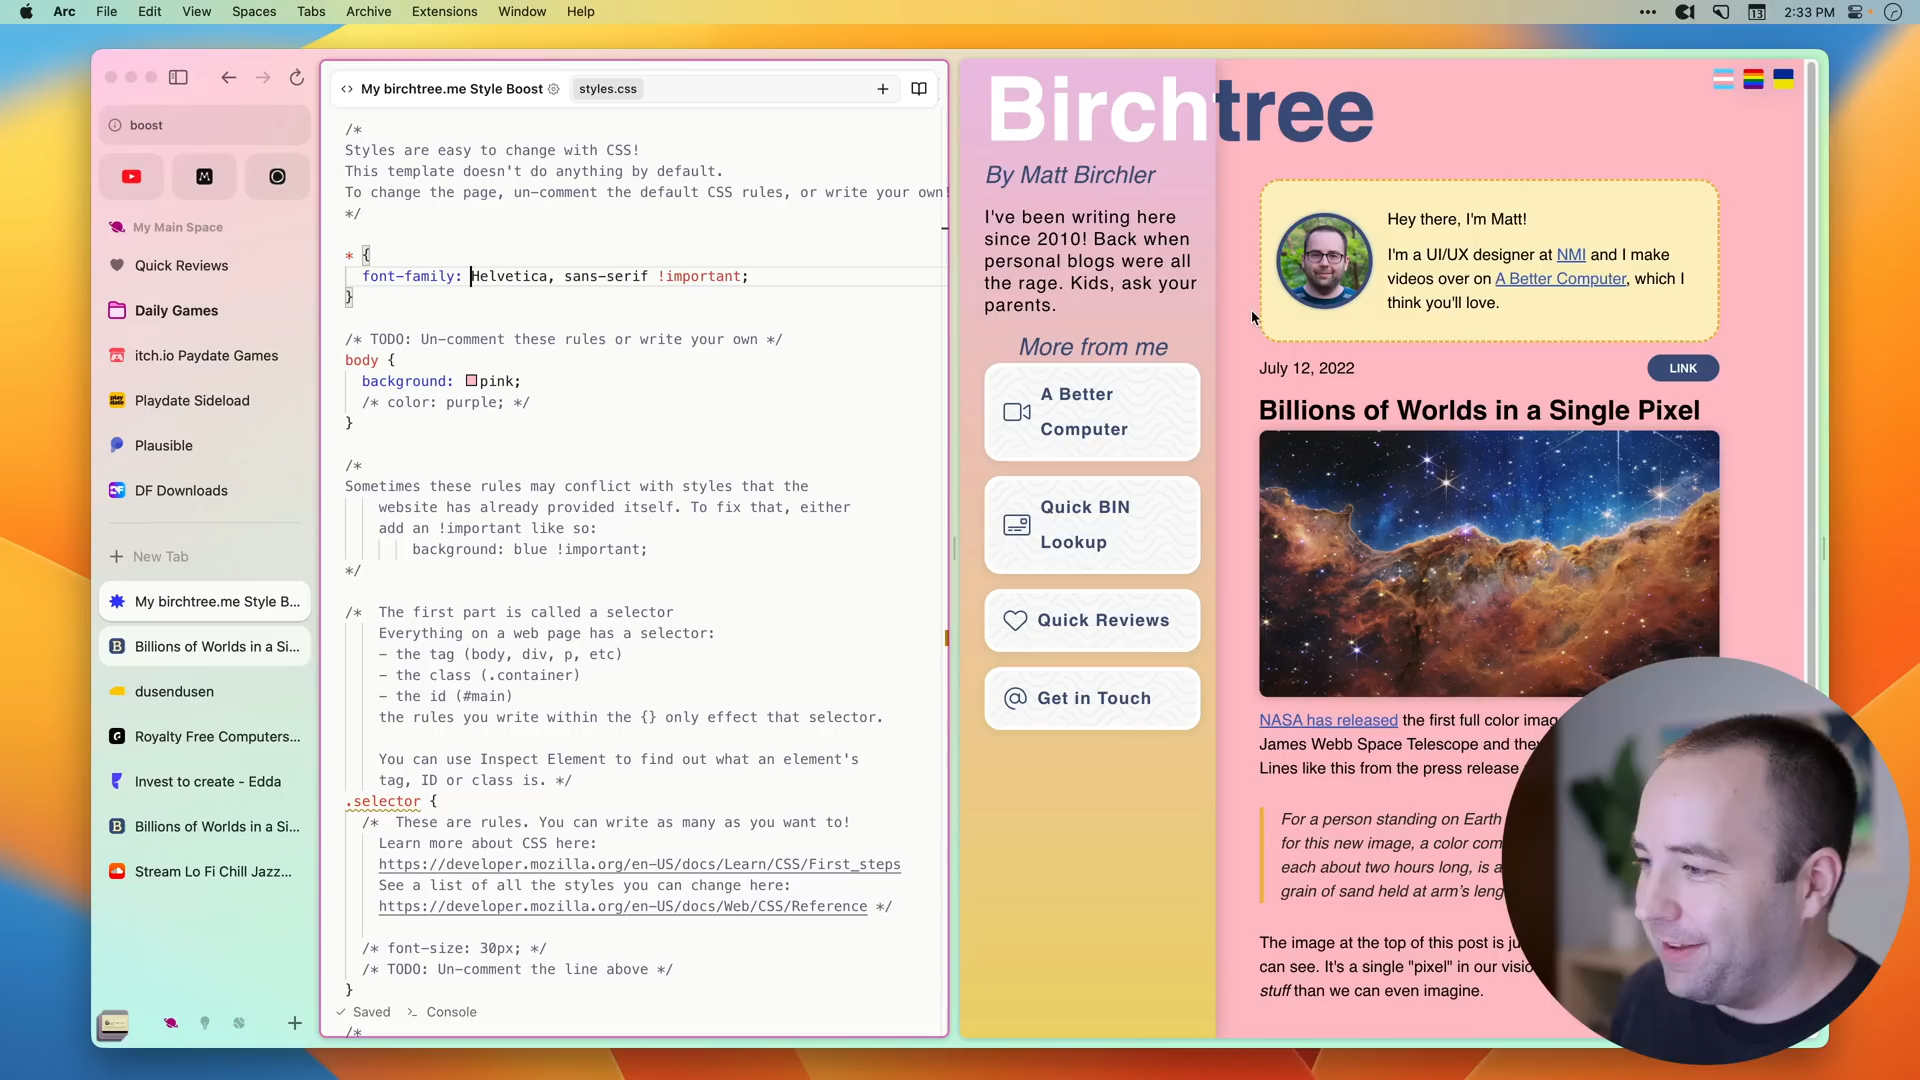 Arc File Edit View Spaces Tabs Archive Extensions Window Help
13 2:33 PM
boost
My Main Space
Quick Reviews
Daily Games
itch.io Paydate Games
Playdate Sideload
Plausible
DF Downloads
New Tab
My birchtree.me Style B...
Billions of Worlds in a Si...
dusendusen
Royalty Free Computers...
Invest to create - Edda
Billions of Worlds in a Si...
Stream Lo Fi Chill Jazz...
My birchtree.me Style Boost styles.css
/*
Styles are easy to change with CSS!
This template doesn't do anything by default.
To change the page, un-comment the default CSS rules, or write your own!
*/
* {
font-family: Helvetica, sans-serif !important;
}
/* TODO: Un-comment these rules or write your own */
body {
background: pink;
/* color: purple; */
}
/*
Sometimes these rules may conflict with styles that the
website has already provided itself. To fix that, either
add an !important like so:
background: blue !important;
*/
/* The first part is called a selector
Everything on a web page has a selector:
- the tag (body, div, p, etc)
- the class (.container)
- the id (#main)
the rules you write within the {} only effect that selector.
You can use Inspect Element to find out what an element's
tag, ID or class is. */
.selector {
/* These are rules. You can write as many as you want to!
Learn more about CSS here:
https://developer.mozilla.org/en-US/docs/Learn/CSS/First_steps
See a list of all the styles you can change here:
https://developer.mozilla.org/en-US/docs/Web/CSS/Reference */
/* font-size: 30px; */
/* TODO: Un-comment the line above */
}
Saved Console
/*
Birchtree
By Matt Birchler
I've been writing here
since 2010! Back when
personal blogs were all
the rage. Kids, ask your
parents.
More from me
A Better
Computer
Quick BIN
Lookup
Quick Reviews
Get in Touch
Hey there, I'm Matt!
I'm a UI/UX designer at NMI and I make
videos over on A Better Computer, which I
think you'll love.
July 12, 2022 LINK
Billions of Worlds in a Single Pixel
NASA has released the first full color imag
James Webb Space Telescope and they
Lines like this from the press release
For a person standing on Earth
for this new image, a color com
each about two hours long, is a
grain of sand held at arm's leng
The image at the top of this post is ju
can see. It's a single "pixel" in our visio
stuff than we can even imagine.